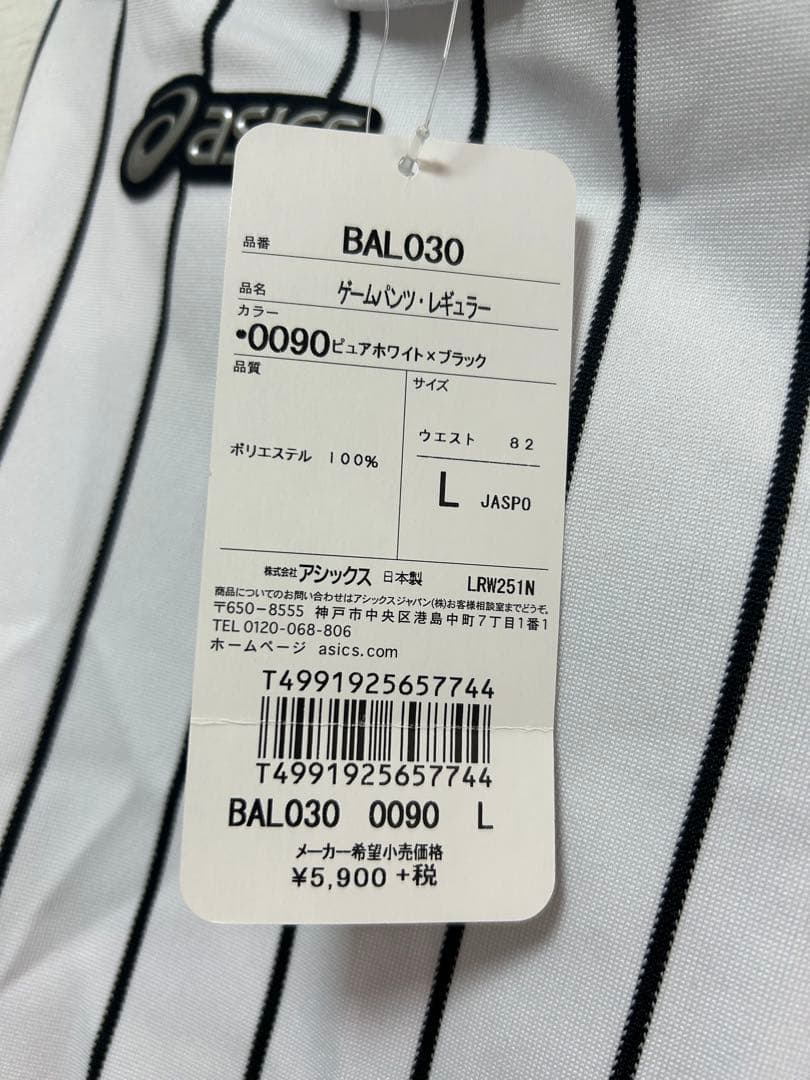 asics
品番 BAL030
品名 ゲームパンツ・レギュラー
カラー
•0090ピュアホワイト×ブラック
品質
サイズ
ウエスト 82
ポリエステル 100%
L JASPO
株式会社アシックス 日本製 LRW251N
商品についてのお問い合わせはアシックスジャパン(株)お客様相談室までどうぞ。
〒650-8555 神戸市中央区港島中町7丁目1番1
TEL 0120-068-806
ホームページ asics.com
T4991925657744
T4991925657744
BAL030 0090 L
メーカー希望小売価格
¥5,900 +税